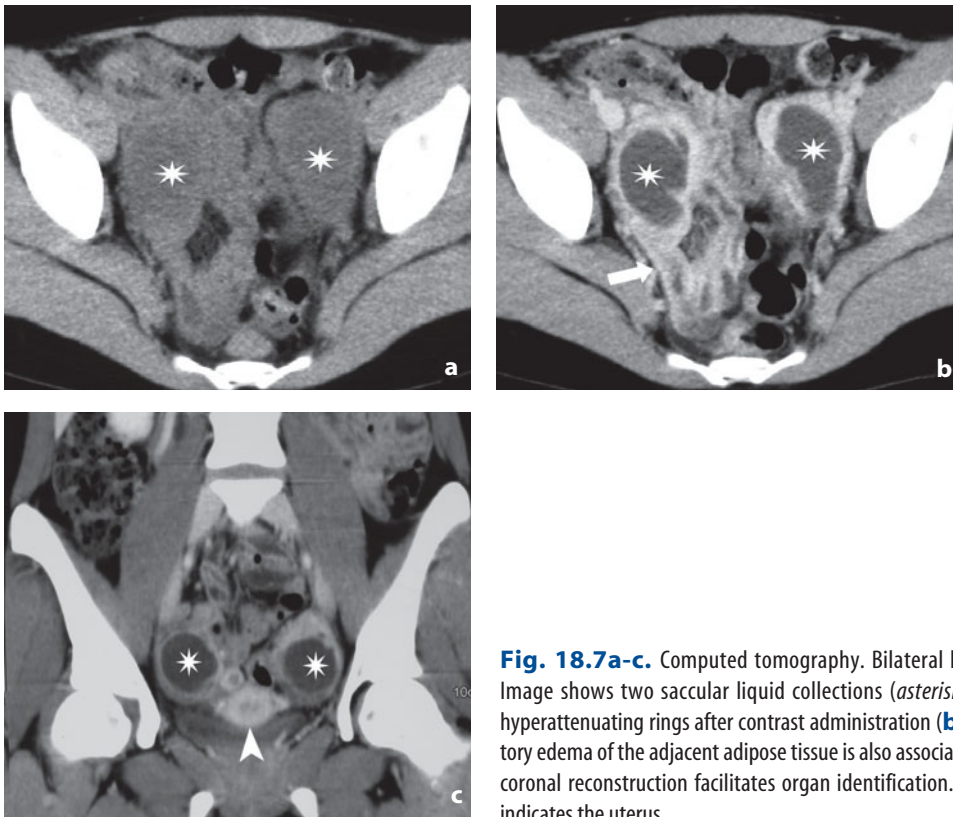 a
b
c
Fig. 18.7a-c. Computed tomography. Bilateral
Image shows two saccular liquid collections
hyperattenuating rings after contrast administration (b
tory edema of the adjacent adipose tissue is also
coronal reconstruction facilitates organ identification.
indicates the uterus